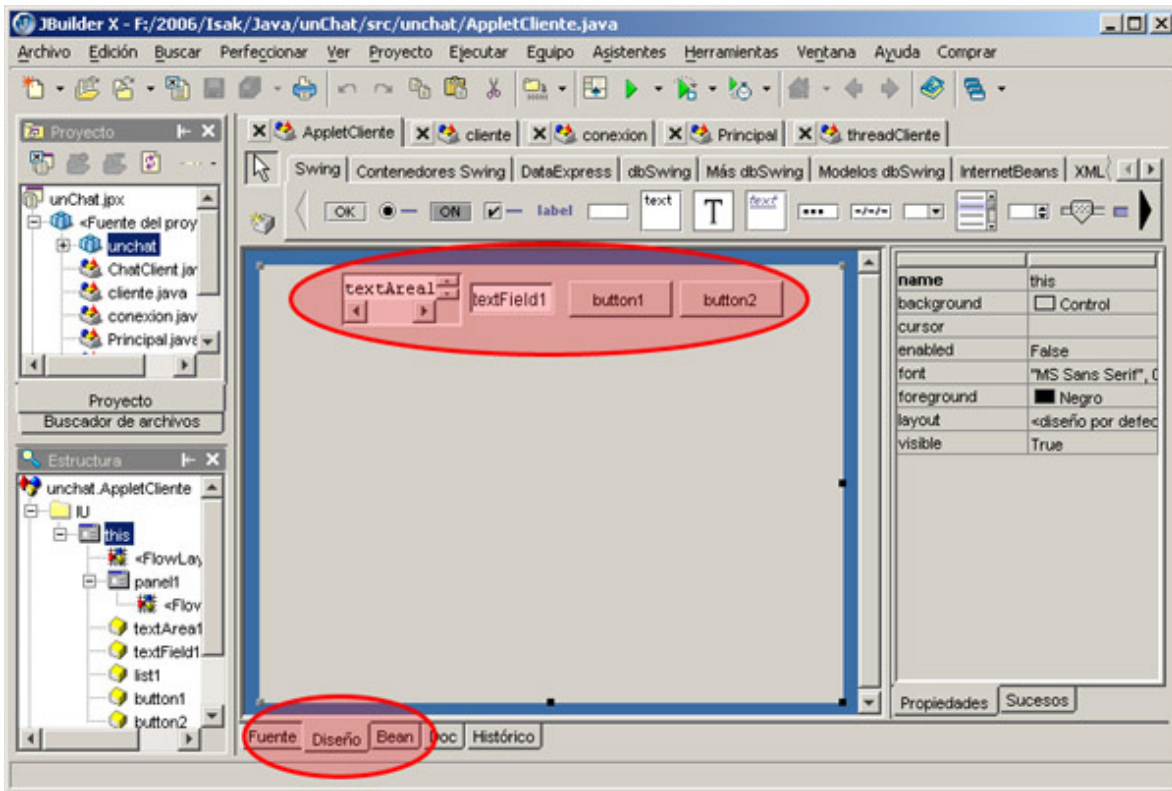 JBuilder X - F:/2006/Isak/Java/unChat/src/unchat/AppletCliente.java
Archivo Edición Buscar Perfeccionar Ver Proyecto Ejecutar Equipo Asistentes Herramientas Ventana Ayuda Comprar
Proyecto
unChat.jpx
<Fuente del proy
unchat
ChatClient.jar
cliente.java
conexion.jav
Principal.java
Proyecto
Buscador de archivos
Estructura
unchat.AppletCliente
IU
this
<FlowLay
panel1
<Flov
textArea1
textField1
list1
button1
button2
AppletCliente cliente conexion Principal threadCliente
Swing Contenedores Swing DataExpress dbSwing Más dbSwing Modelos dbSwing InternetBeans XML
OK ON label text T text
textArea1 textField1 button1 button2
name this
background Control
cursor
enabled False
font "MS Sans Serif", 0
foreground Negro
layout <diseño por defec
visible True
Propiedades Sucesos
Fuente Diseño Bean Doc Histórico